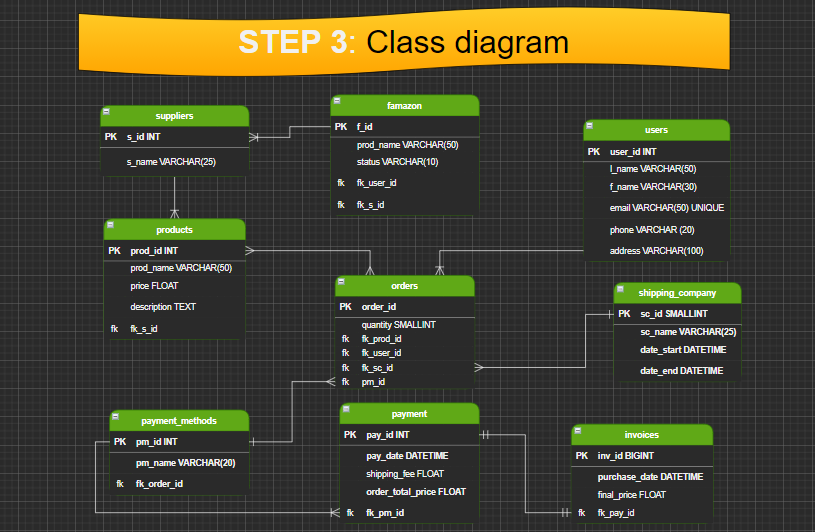 STEP 3: Class diagram
suppliers
PK s_id INT
s_name VARCHAR(25)
famazon
PK f_id
prod_name VARCHAR(50)
status VARCHAR(10)
fk fk_user_id
fk fk_s_id
users
PK user_id INT
l_name VARCHAR(50)
f_name VARCHAR(30)
email VARCHAR(50) UNIQUE
phone VARCHAR (20)
address VARCHAR(100)
products
PK prod_id INT
prod_name VARCHAR(50)
price FLOAT
description TEXT
fk fk_s_id
orders
PK order_id
quantity SMALLINT
fk fk_prod_id
fk fk_user_id
fk fk_sc_id
fk pm_id
shipping_company
PK sc_id SMALLINT
sc_name VARCHAR(25)
date_start DATETIME
date_end DATETIME
payment_methods
PK pm_id INT
pm_name VARCHAR(20)
fk fk_order_id
payment
PK pay_id INT
pay_date DATETIME
shipping_fee FLOAT
order_total_price FLOAT
fk fk_pm_id
invoices
PK inv_id BIGINT
purchase_date DATETIME
final_price FLOAT
fk fk_pay_id